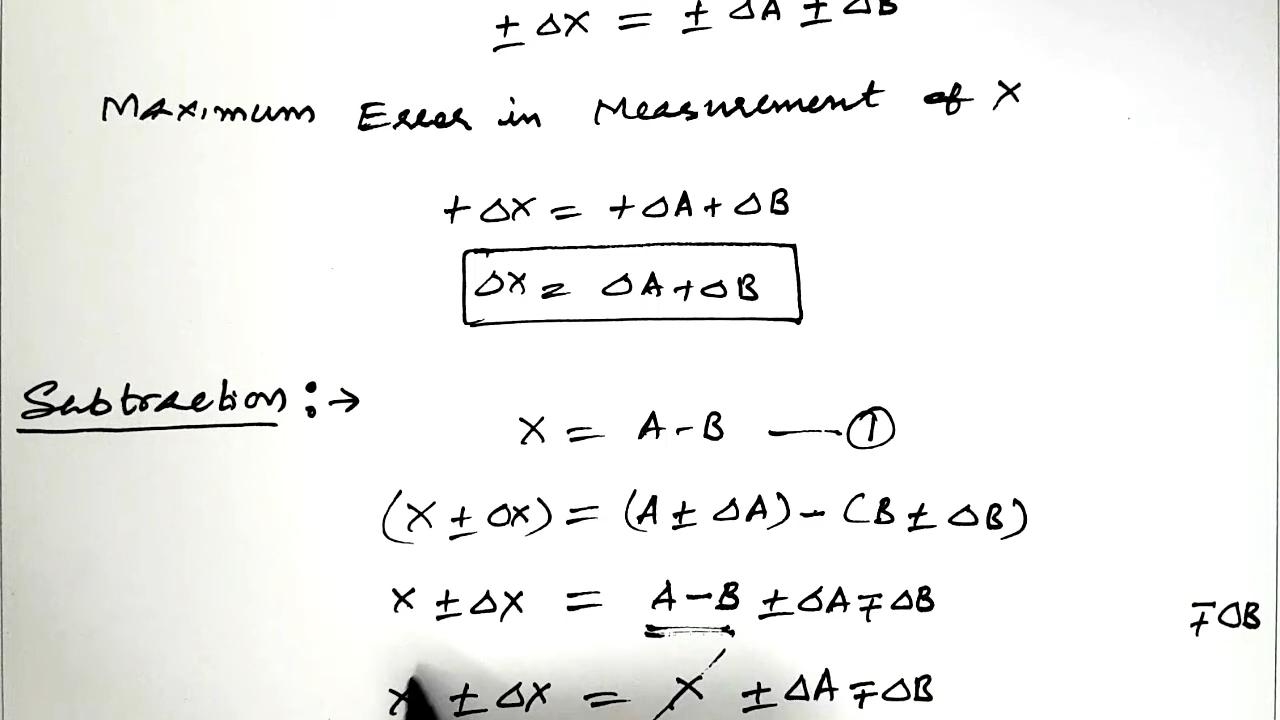 ± ΔX = ± ΔA ± ΔB
Maximum Error in Measurement of X
+ ΔX = + ΔA + ΔB
ΔX = ΔA + ΔB
Subtraction :→
X = A - B — ①
(X ± ΔX) = (A ± ΔA) - (B ± ΔB)
X ± ΔX = A - B ± ΔA ∓ ΔB
∓ ΔB
X ± ΔX = X ± ΔA ∓ ΔB